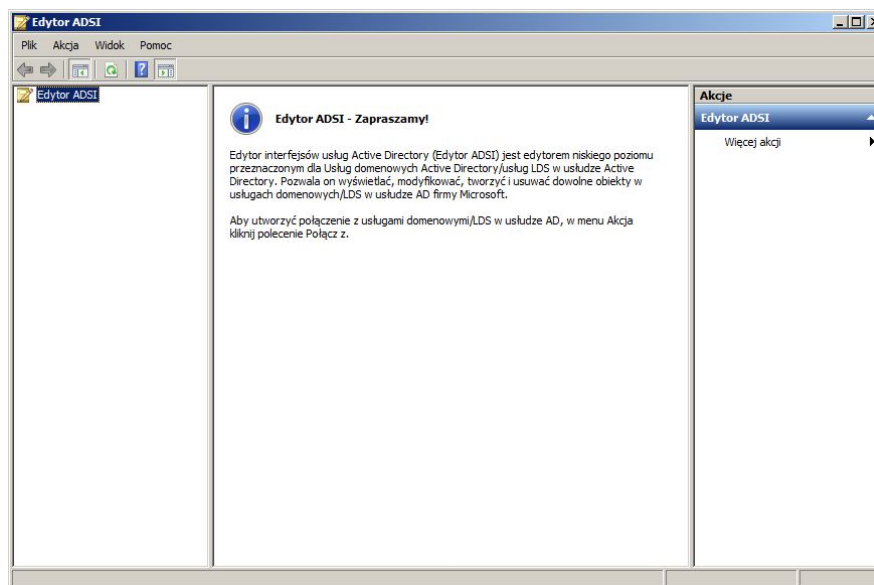 Edytor ADSI
Plik Akcja Widok Pomoc
Edytor ADSI
Edytor ADSI - Zapraszamy!
Edytor interfejsów usług Active Directory (Edytor ADSI) jest edytorem niskiego poziomu
przeznaczonym dla Usług domenowych Active Directory/usług LDS w usłudze Active
Directory. Pozwala on wyświetlać, modyfikować, tworzyć i usuwać dowolne obiekty w
usługach domenowych/LDS w usłudze AD firmy Microsoft.
Aby utworzyć połączenie z usługami domenowymi/LDS w usłudze AD, w menu Akcja
kliknij polecenie Połącz z.
Akcje
Edytor ADSI
Więcej akcji